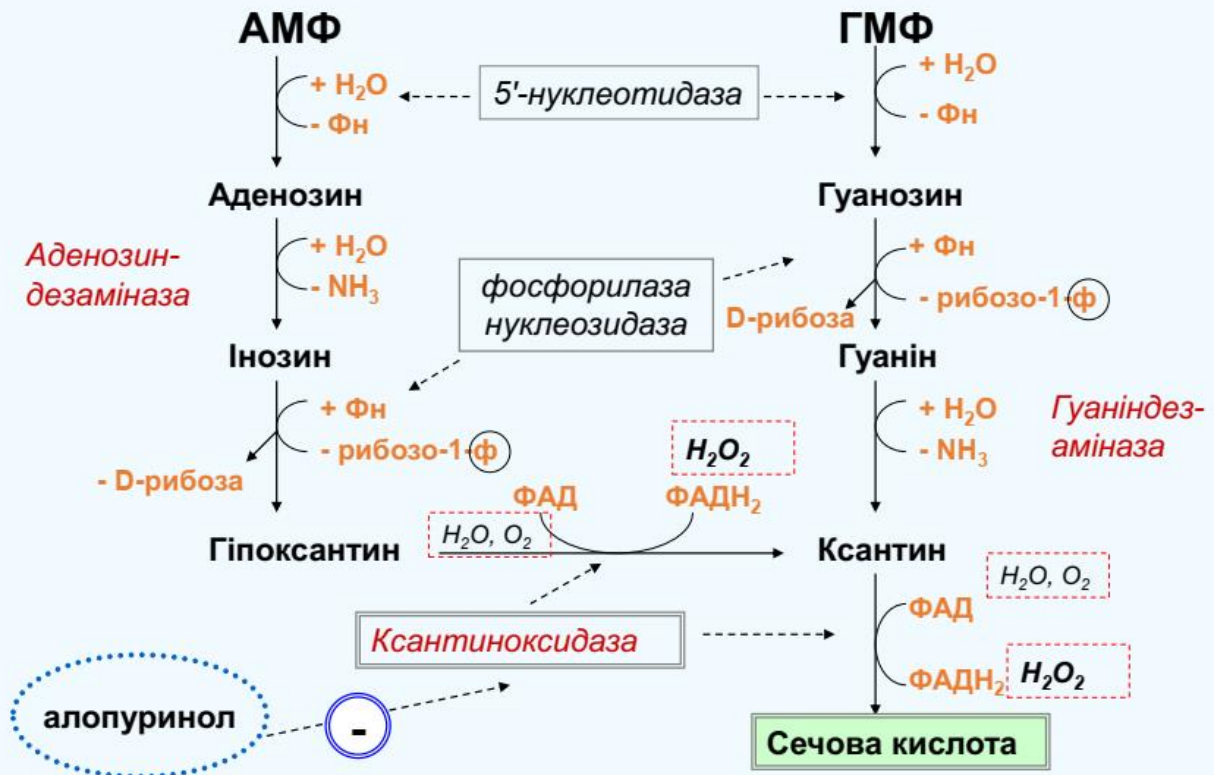 АМФ
ГМФ
+ H₂O
- Фн
5'-нуклеотидаза
+ H₂O
- Фн
Аденозин
Гуанозин
Аденозин-
дезаміназа
+ H₂O
- NH₃
фосфорилаза
нуклеозидаза
+ Фн
- рибозо-1-ф
D-рибоза
Інозин
Гуанін
+ Фн
- рибозо-1-ф
- D-рибоза
+ H₂O
- NH₃
Гуаніндез-
аміназа
H₂O₂
ФАД
ФАДН₂
Гіпоксантин
H₂O, O₂
Ксантин
H₂O, O₂
ФАД
ФАДН₂
H₂O₂
Ксантиноксидаза
алопуринол
-
Сечова кислота